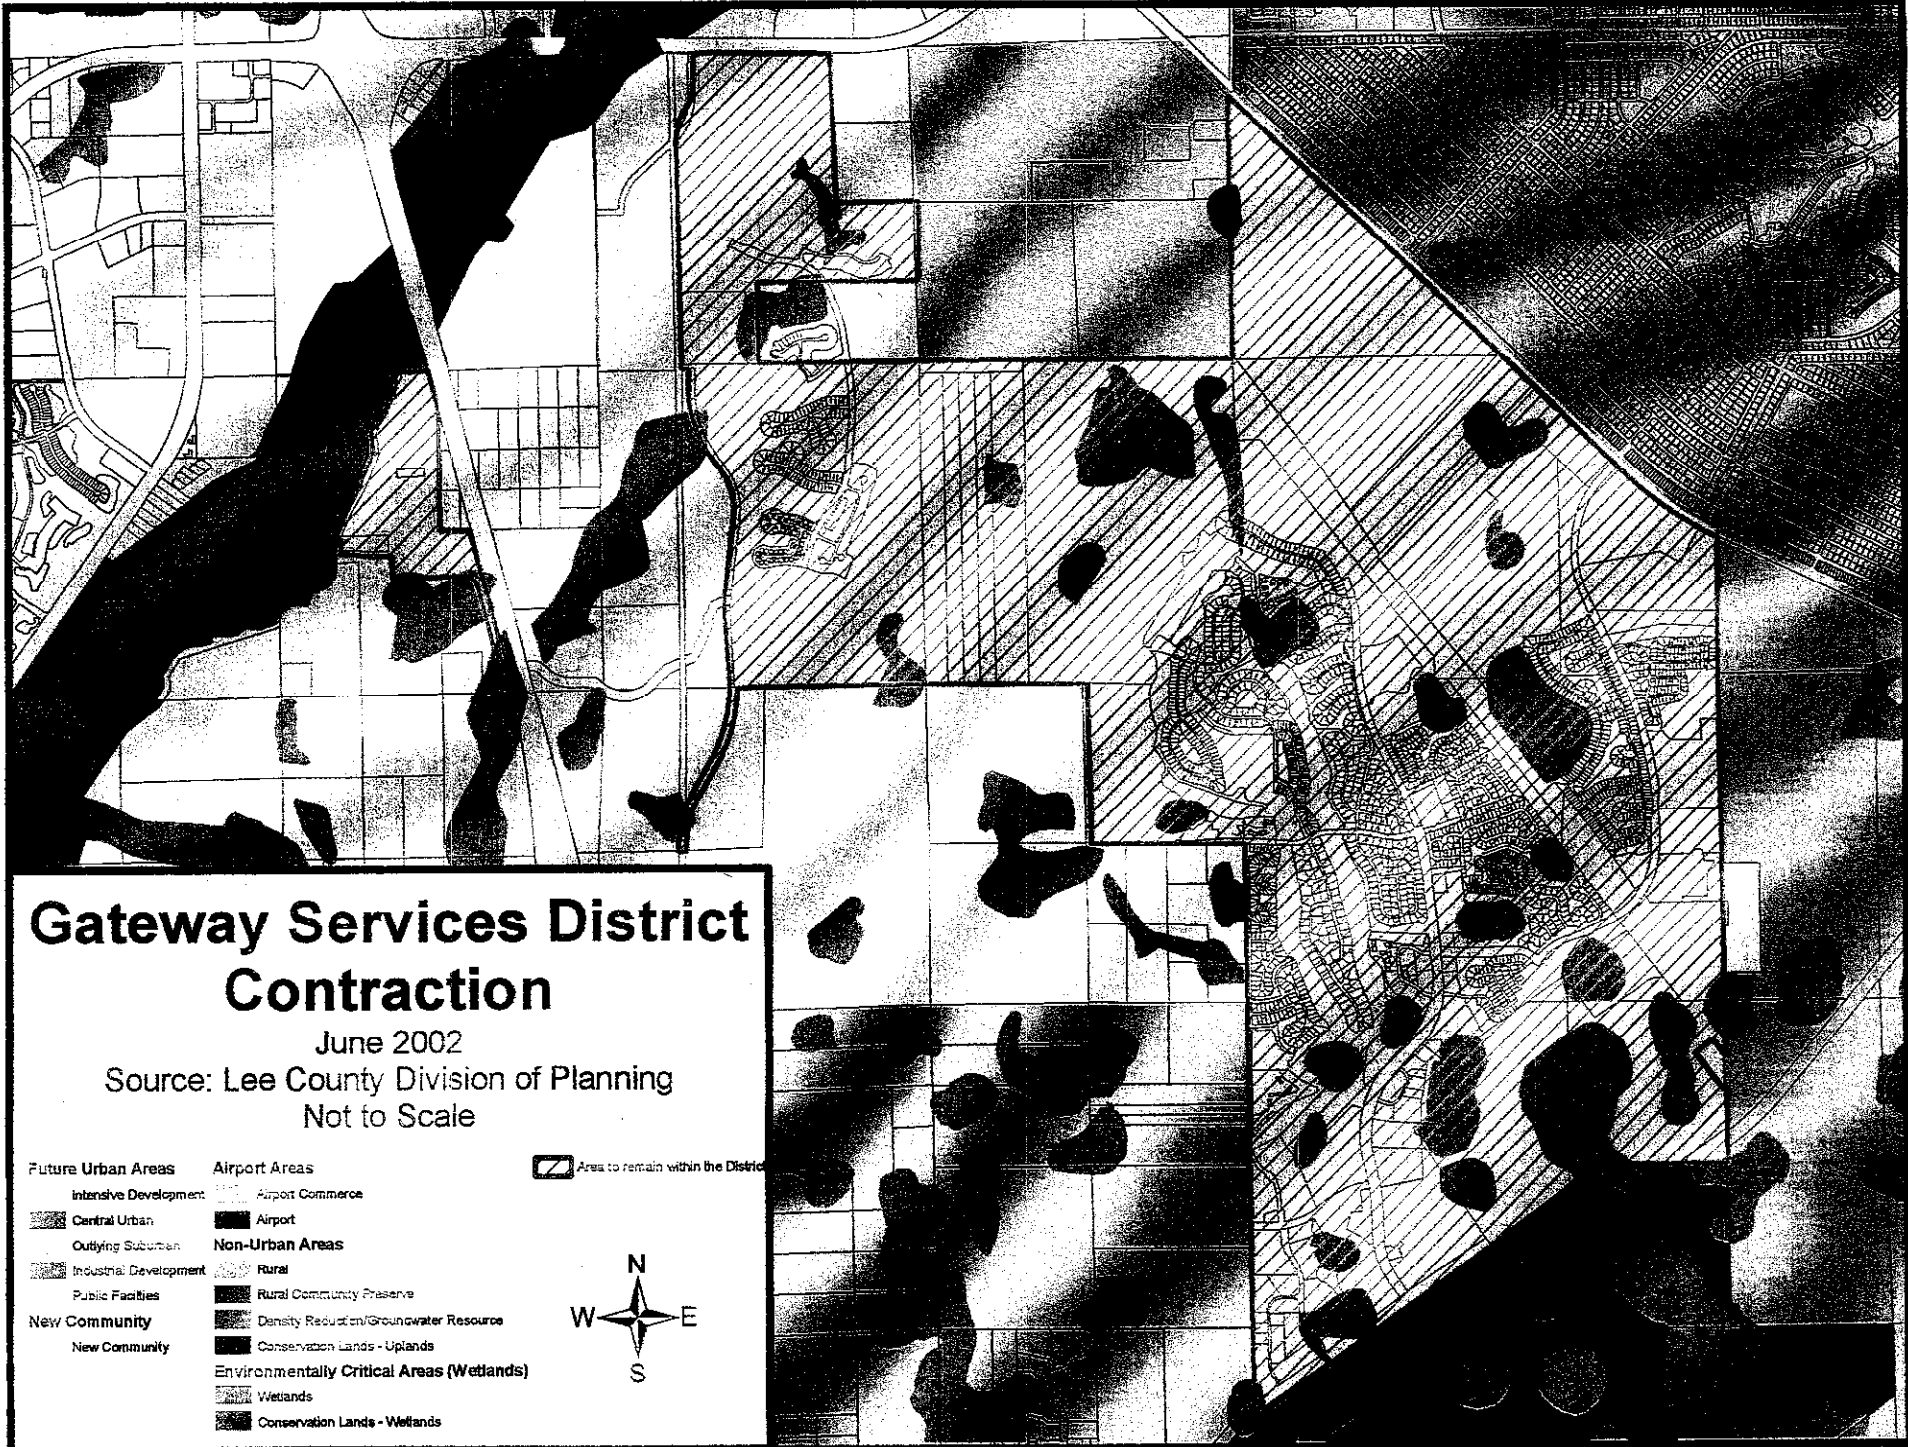 Gateway Services District
Contraction
June 2002
Source: Lee County Division of Planning
Not to Scale
Future Urban Areas
Intensive Development
Central Urban
Outlying Suburban
Industrial Development
Public Facilities
New Community
New Community
Airport Areas
Airport Commerce
Airport
Non-Urban Areas
Rural
Rural Community Preserve
Density Reduction/Groundwater Resource
Conservation Lands - Uplands
Environmentally Critical Areas (Wetlands)
Wetlands
Conservation Lands - Wetlands
Area to remain within the District
N
W
E
S